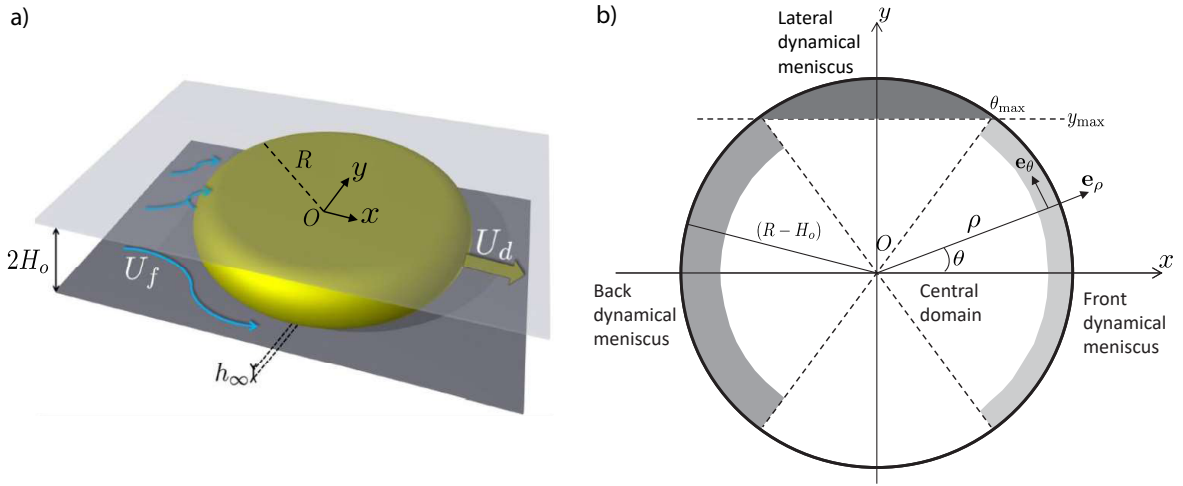 a)
R
y
O
x
2H_o
U_f
U_d
h_∞
b)
Lateral
dynamical
meniscus
y
θ_max
y_max
e_θ
e_ρ
(R − H_o)
O
ρ
θ
x
Back
dynamical
meniscus
Central
domain
Front
dynamical
meniscus